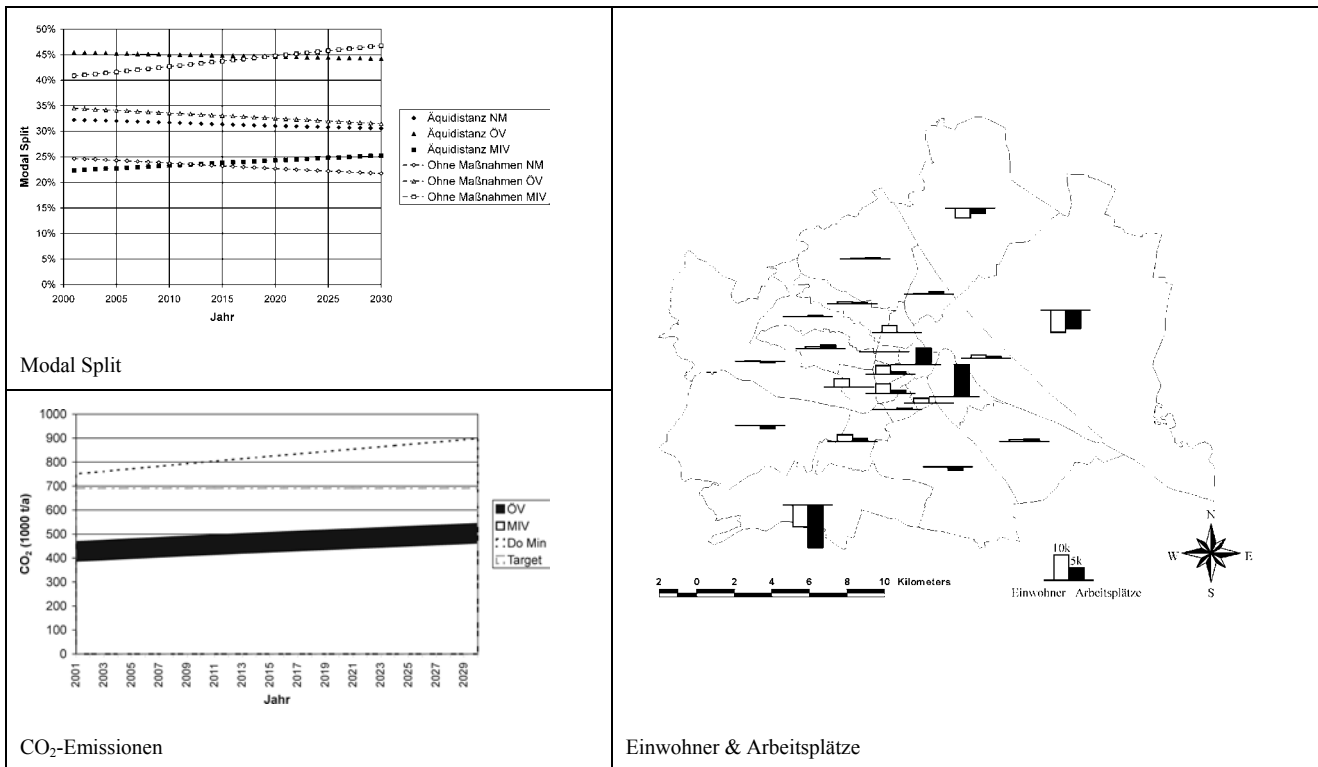 50%
45%
40%
35%
30%
25%
20%
15%
10%
5%
0%
Modal Split
2000 2005 2010 2015 2020 2025 2030
Jahr
Äquidistanz NM
Äquidistanz ÖV
Äquidistanz MIV
Ohne Maßnahmen NM
Ohne Maßnahmen ÖV
Ohne Maßnahmen MIV
Modal Split
1000
900
800
700
600
500
400
300
200
100
0
CO₂ (1000 t/a)
2001 2003 2005 2007 2009 2011 2013 2015 2017 2019 2021 2023 2025 2027 2029
Jahr
ÖV
MIV
Do Min
Target
CO₂-Emissionen
2 0 2 4 6 8 10 Kilometers
10k
5k
Einwohner Arbeitsplätze
N
W E
S
Einwohner & Arbeitsplätze